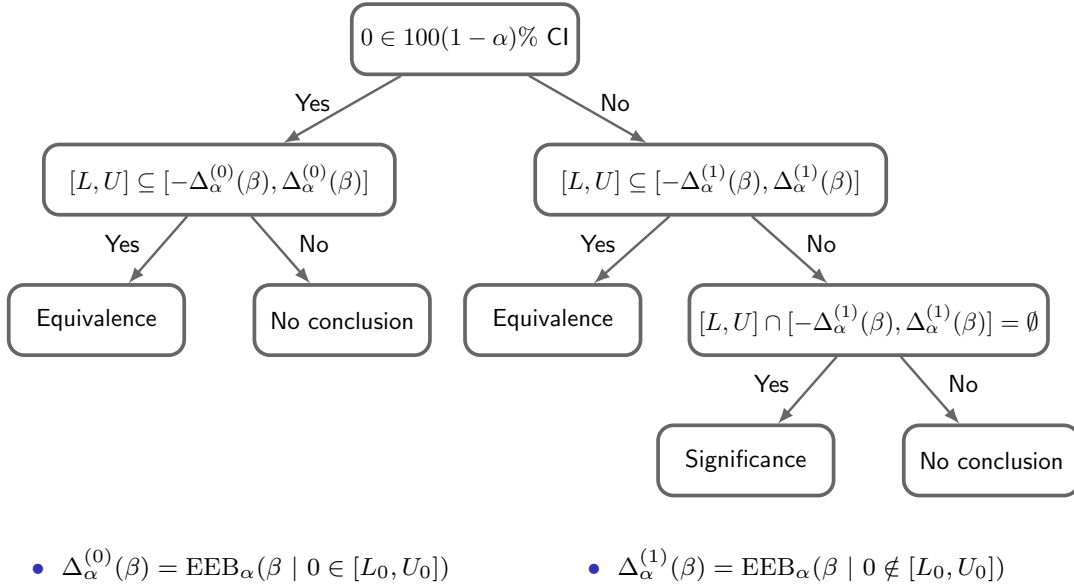 0 ∈ 100(1 − α)% CI
Yes
No
[L, U] ⊆ [−Δ_α^(0)(β), Δ_α^(0)(β)]
[L, U] ⊆ [−Δ_α^(1)(β), Δ_α^(1)(β)]
Yes
No
Yes
No
Equivalence
No conclusion
Equivalence
[L, U] ∩ [−Δ_α^(1)(β), Δ_α^(1)(β)] = ∅
Yes
No
Significance
No conclusion
• Δ_α^(0)(β) = EEB_α(β | 0 ∈ [L_0, U_0])
• Δ_α^(1)(β) = EEB_α(β | 0 ∉ [L_0, U_0])